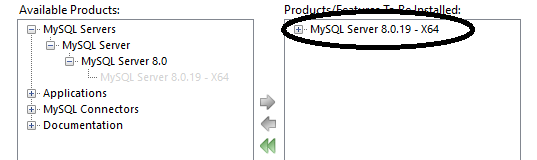 Available Products:
MySQL Servers
MySQL Server
MySQL Server 8.0
MySQL Server 8.0.19 - X64
Applications
MySQL Connectors
Documentation
Products/Features To Be Installed:
MySQL Server 8.0.19 - X64